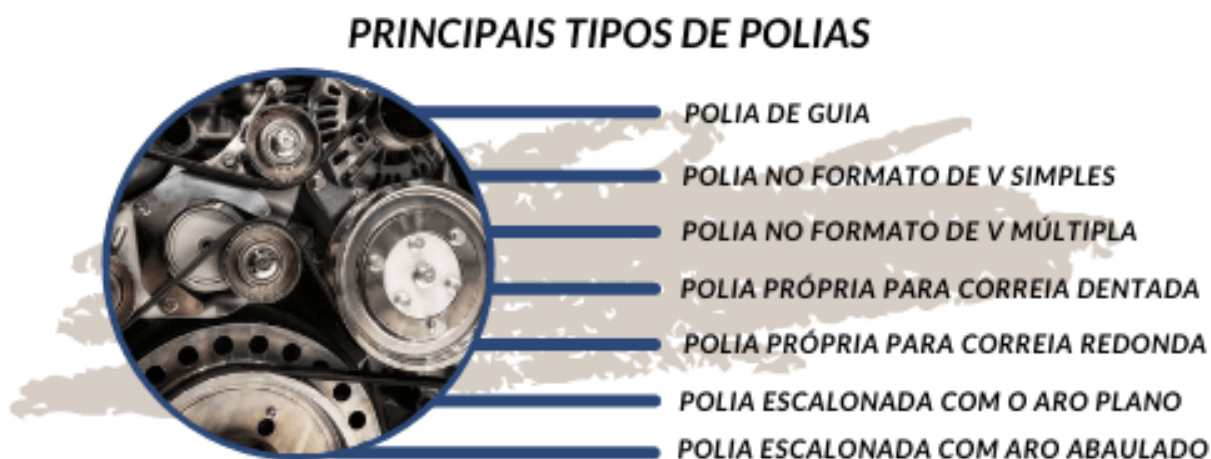 PRINCIPAIS TIPOS DE POLIAS
POLIA DE GUIA
POLIA NO FORMATO DE V SIMPLES
POLIA NO FORMATO DE V MÚLTIPLA
POLIA PRÓPRIA PARA CORREIA DENTADA
POLIA PRÓPRIA PARA CORREIA REDONDA
POLIA ESCALONADA COM O ARO PLANO
POLIA ESCALONADA COM ARO ABAULADO